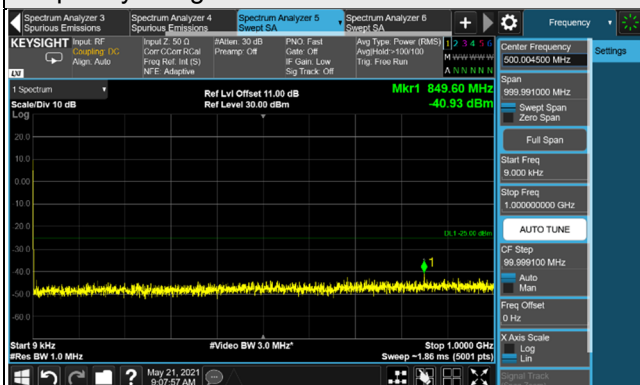 Spectrum Analyzer 3
Spurious Emissions
Spectrum Analyzer 4
Spurious Emissions
Spectrum Analyzer 5
Swept SA
Spectrum Analyzer 6
Swept SA
+
Frequency
KEYSIGHT
Input: RF
Coupling: DC
Align: Auto
Input Z: 50 Ω
Corr CCorr RCal
Freq Ref: Int (S)
NFE: Adaptive
#Atten: 30 dB
Preamp: Off
PNO: Fast
Gate: Off
IF Gain: Low
Sig Track: Off
Avg Type: Power (RMS)
Avg|Hold:>100/100
Trig: Free Run
1 2 3 4 5 6
M W W W W W
A N N N N N
LXI
1 Spectrum
Scale/Div 10 dB
Log
Ref Lvl Offset 11.00 dB
Ref Level 30.00 dBm
Mkr1 849.60 MHz
-40.93 dBm
20.0
10.0
0.00
-10.0
-20.0
-30.0
-40.0
-50.0
-60.0
DL1 -25.00 dBm
1
Start 9 kHz
#Res BW 1.0 MHz
#Video BW 3.0 MHz*
Stop 1.0000 GHz
Sweep ~1.86 ms (5001 pts)
May 21, 2021
9:07:57 AM
Center Frequency
500.004500 MHz
Settings
Span
999.991000 MHz
Swept Span
Zero Span
Full Span
Start Freq
9.000 kHz
Stop Freq
1.000000000 GHz
AUTO TUNE
CF Step
99.999100 MHz
Auto
Man
Freq Offset
0 Hz
X Axis Scale
Log
Lin
Signal Track